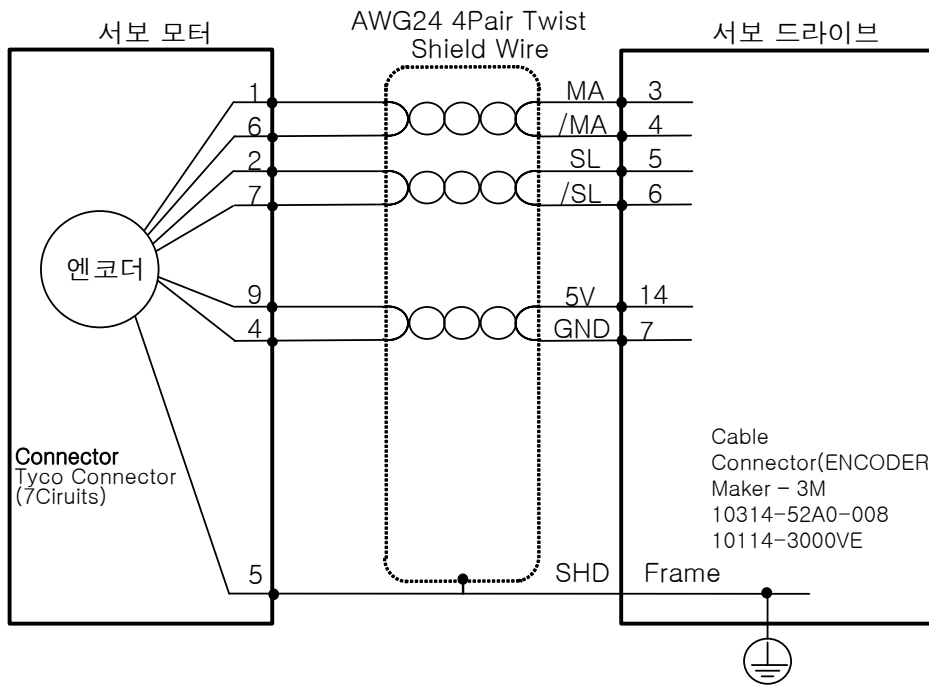 서보 모터
AWG24 4Pair Twist
Shield Wire
서보 드라이브
1
MA
3
6
/MA
4
2
SL
5
7
/SL
6
엔코더
9
5V
14
4
GND
7
Connector
Tyco Connector
(7Ciruits)
Cable
Connector(ENCODER
Maker - 3M
10314-52A0-008
10114-3000VE
5
SHD
Frame